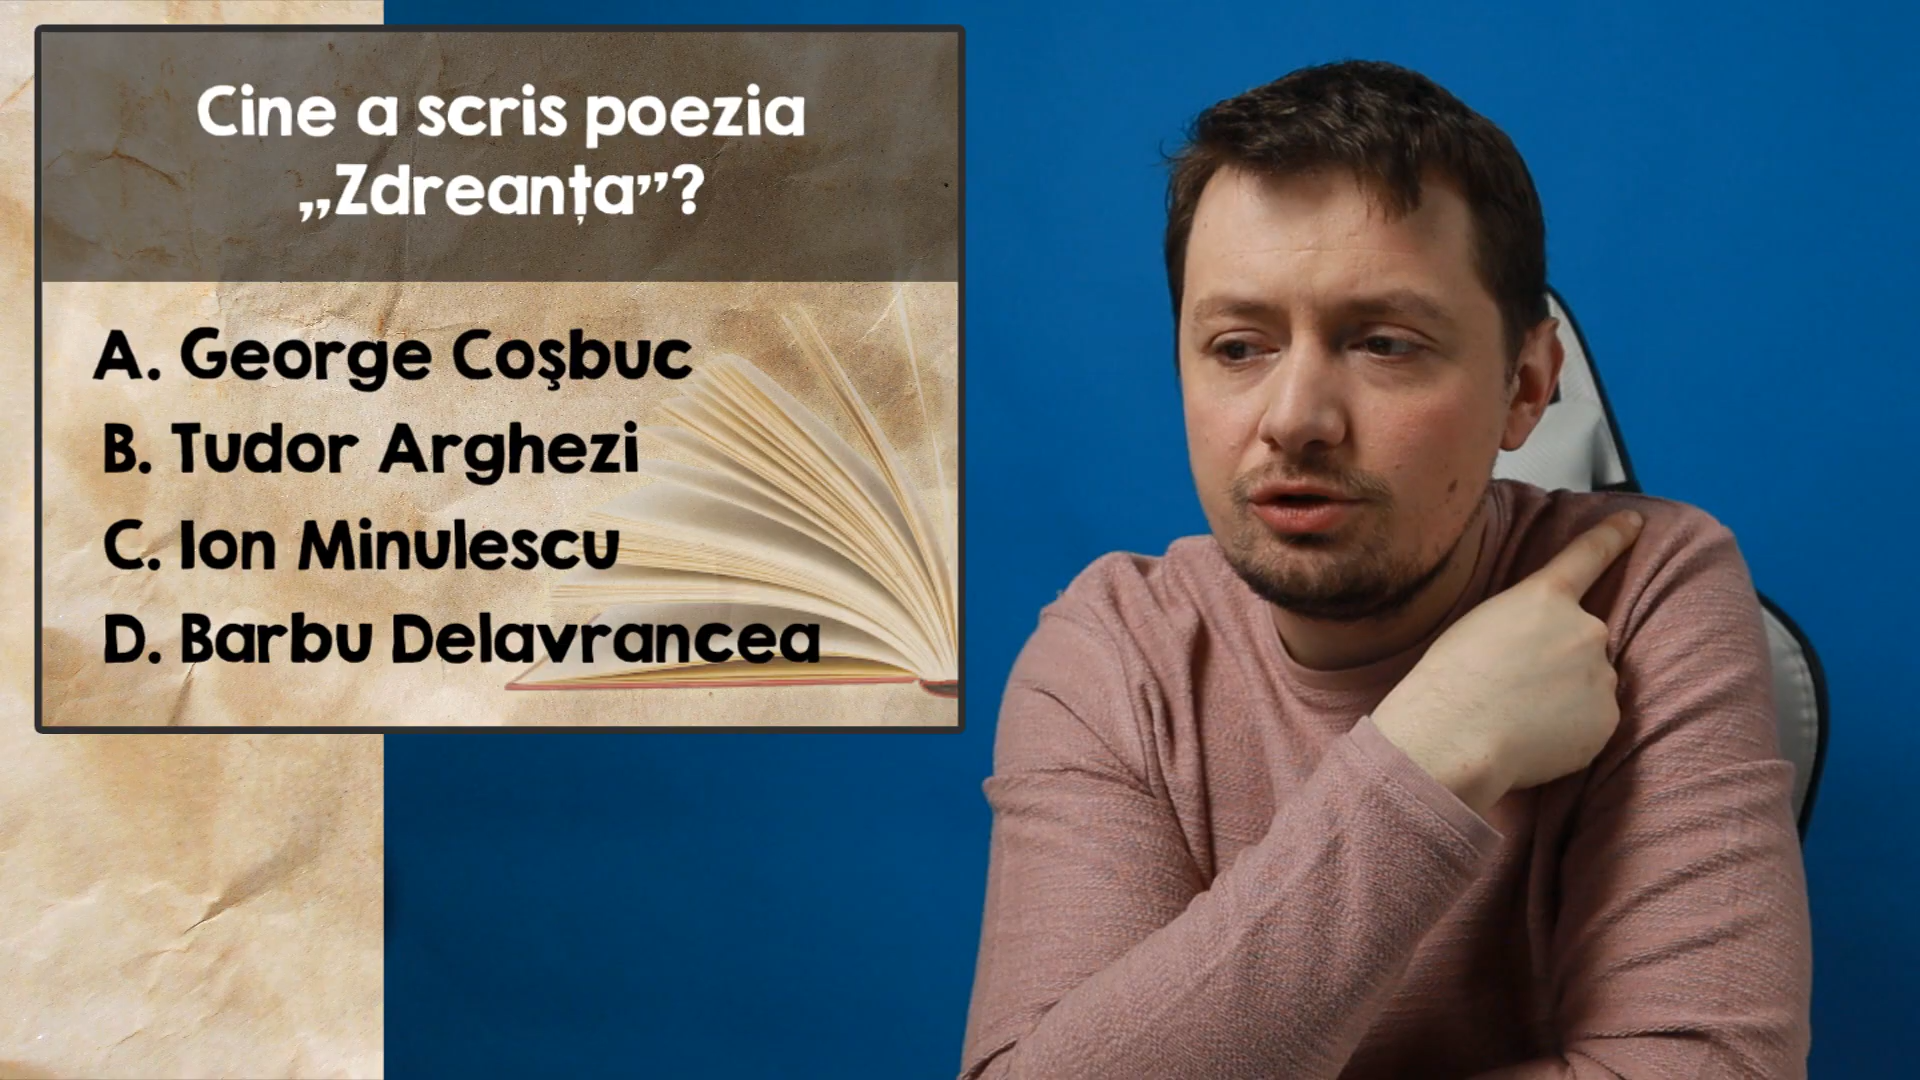 Cine a scris poezia
„Zdreanța”?
A. George Coşbuc
B. Tudor Arghezi
C. Ion Minulescu
D. Barbu Delavrancea